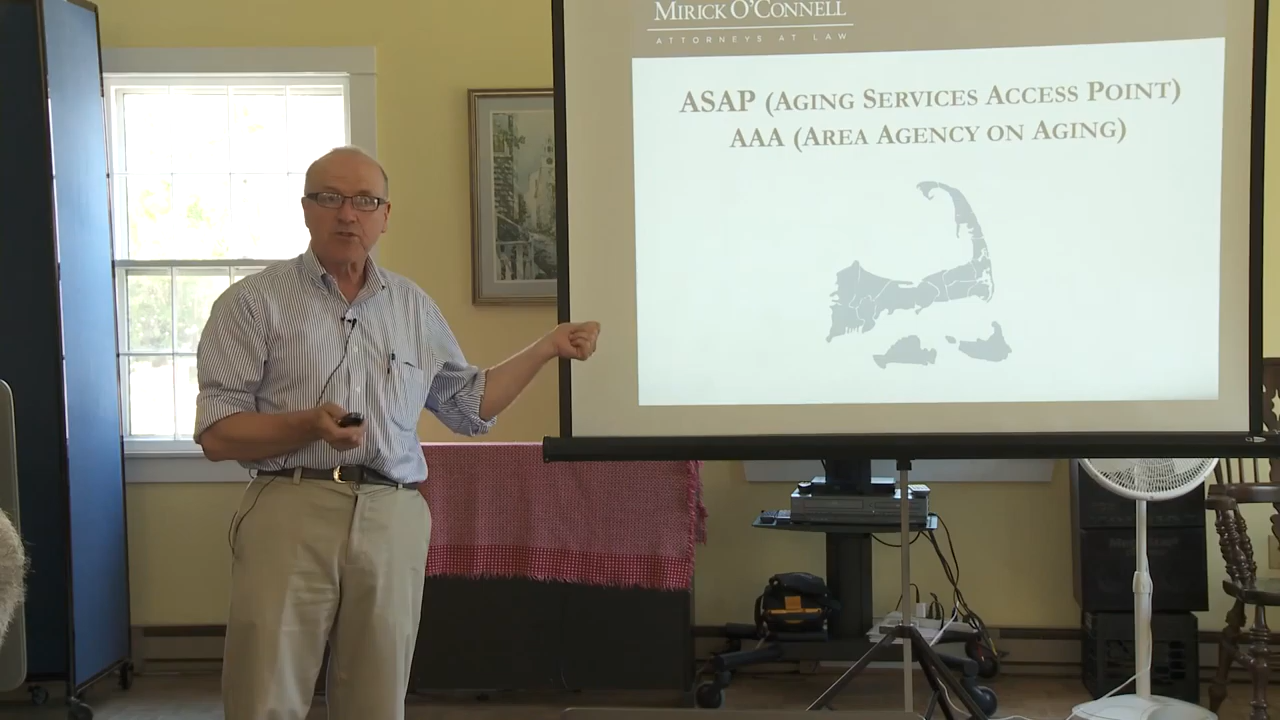 MIRICK O'CONNELL
ATTORNEYS AT LAW
ASAP (AGING SERVICES ACCESS POINT)
AAA (AREA AGENCY ON AGING)